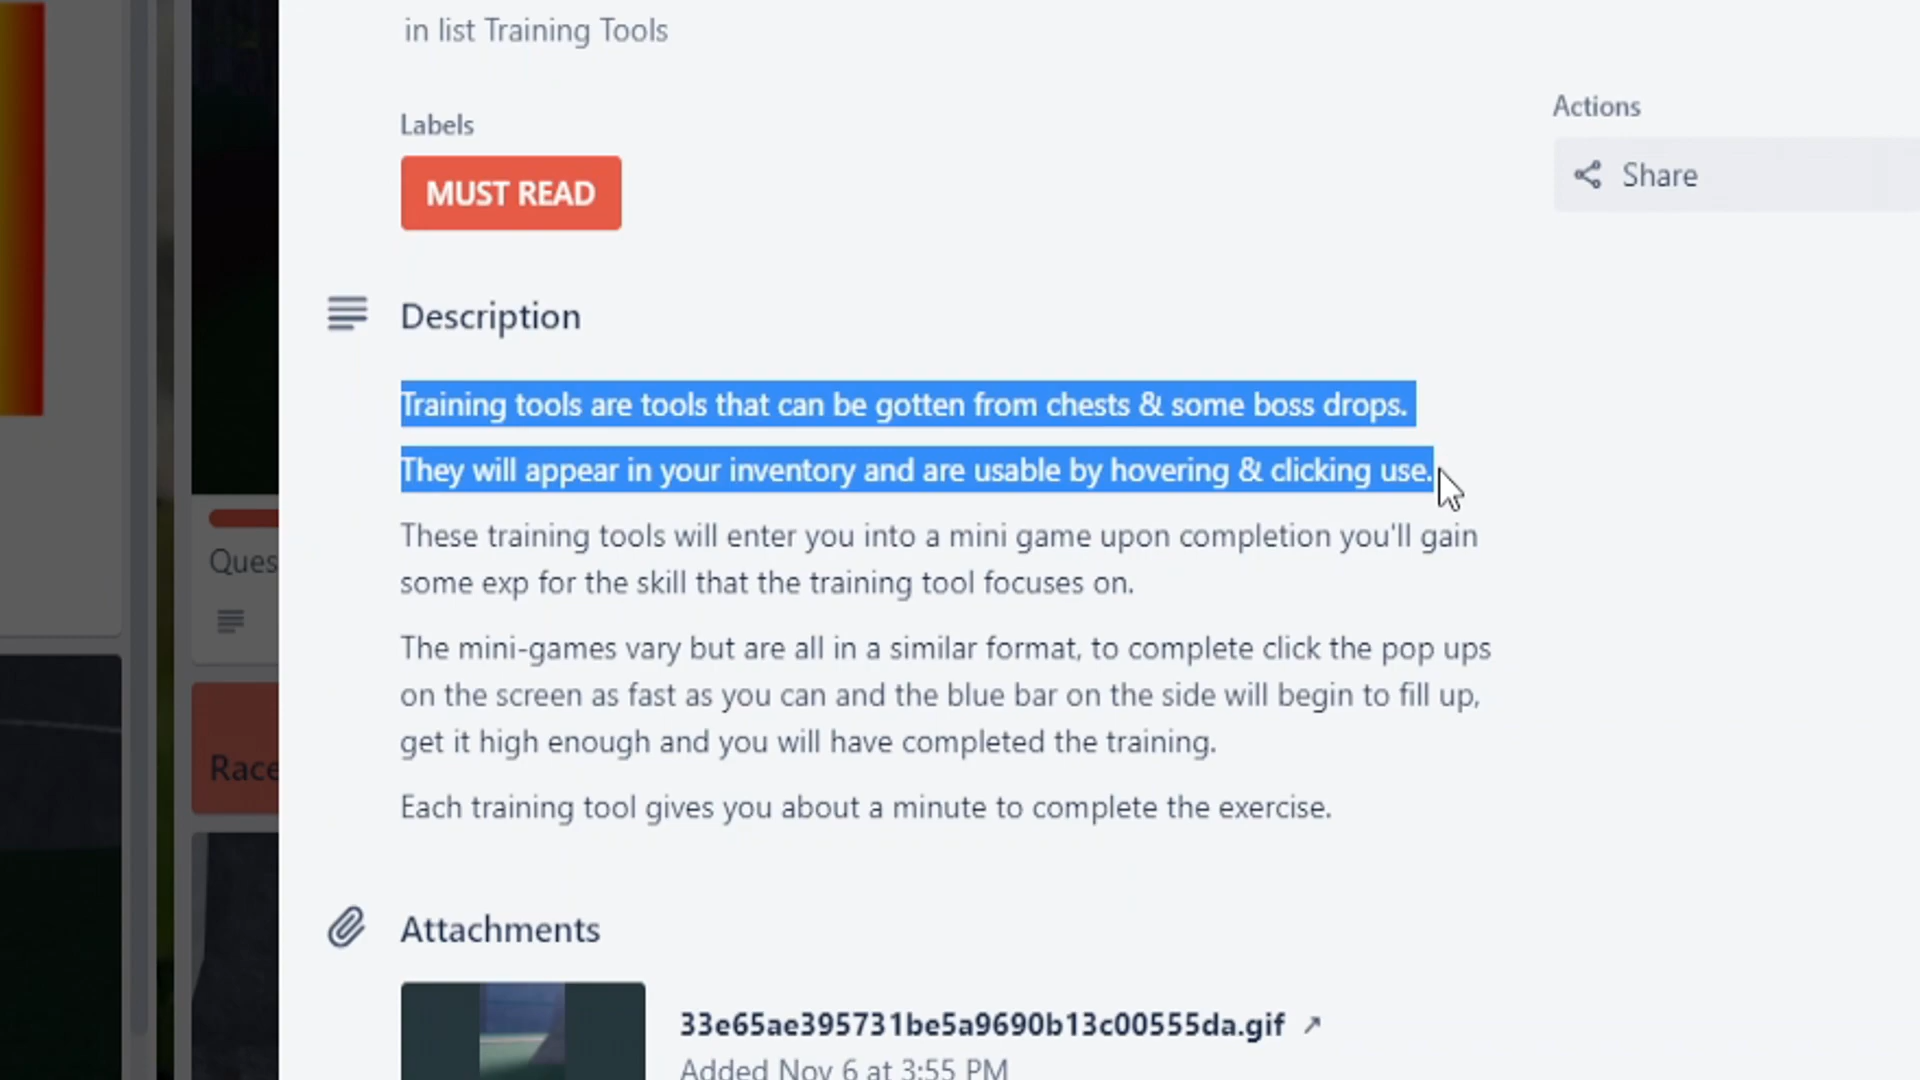 in list Training Tools
Labels
Actions
MUST READ
Share
Description
Training tools are tools that can be gotten from chests & some boss drops.
They will appear in your inventory and are usable by hovering & clicking use.
These training tools will enter you into a mini game upon completion you'll gain
some exp for the skill that the training tool focuses on.
The mini-games vary but are all in a similar format, to complete click the pop ups
on the screen as fast as you can and the blue bar on the side will begin to fill up,
get it high enough and you will have completed the training.
Each training tool gives you about a minute to complete the exercise.
Attachments
33e65ae395731be5a9690b13c00555da.gif
Added Nov 6 at 3:55 PM
Ques
Race